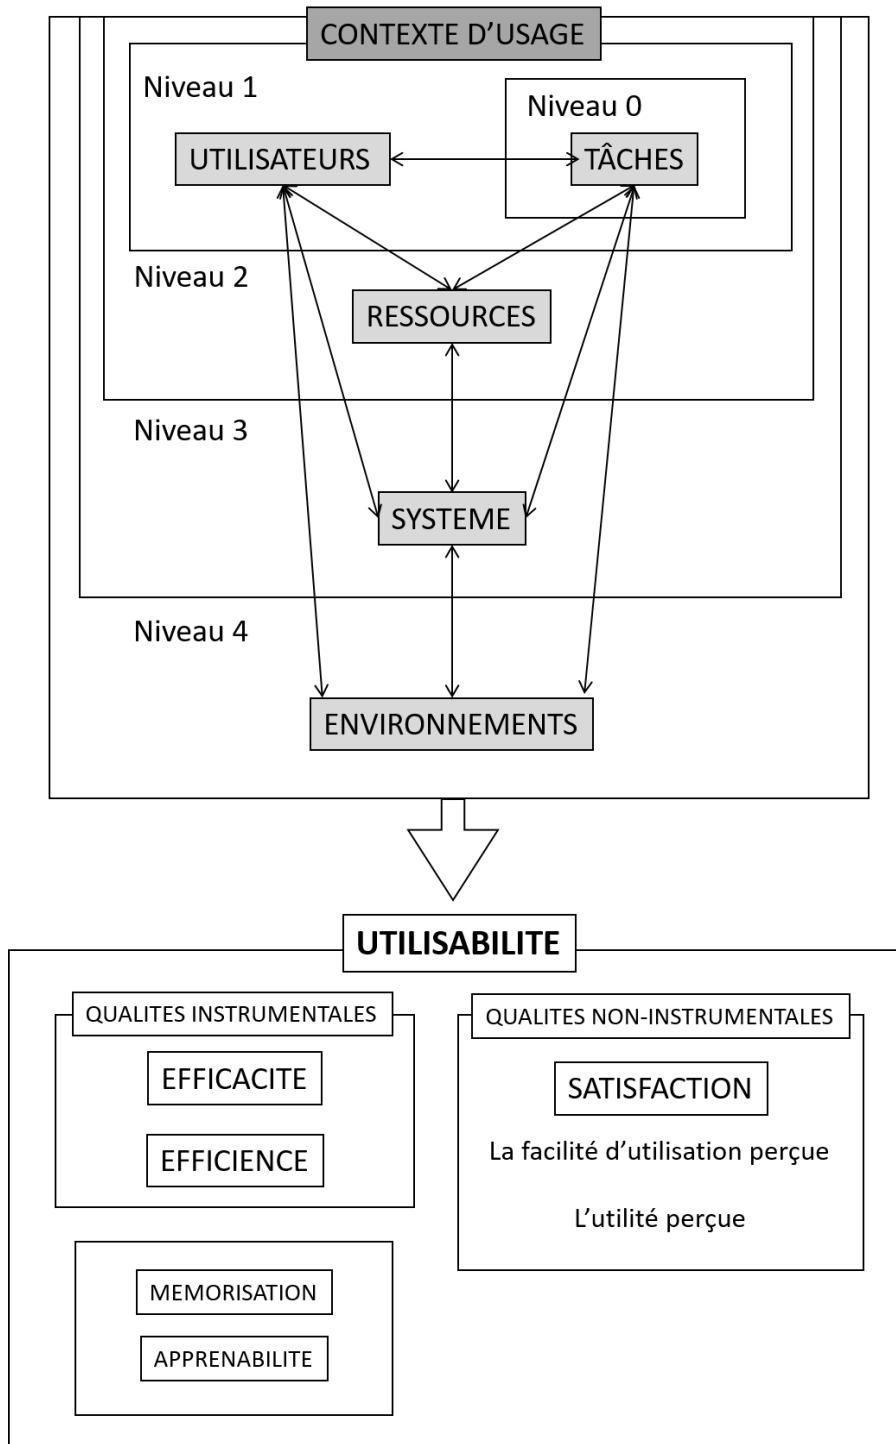 CONTEXTE D’USAGE
Niveau 1
Niveau 0
UTILISATEURS
TÂCHES
Niveau 2
RESSOURCES
Niveau 3
SYSTEME
Niveau 4
ENVIRONNEMENTS
UTILISABILITE
QUALITES INSTRUMENTALES
EFFICACITE
EFFICIENCE
MEMORISATION
APPRENABILITE
QUALITES NON-INSTRUMENTALES
SATISFACTION
La facilité d’utilisation perçue
L’utilité perçue